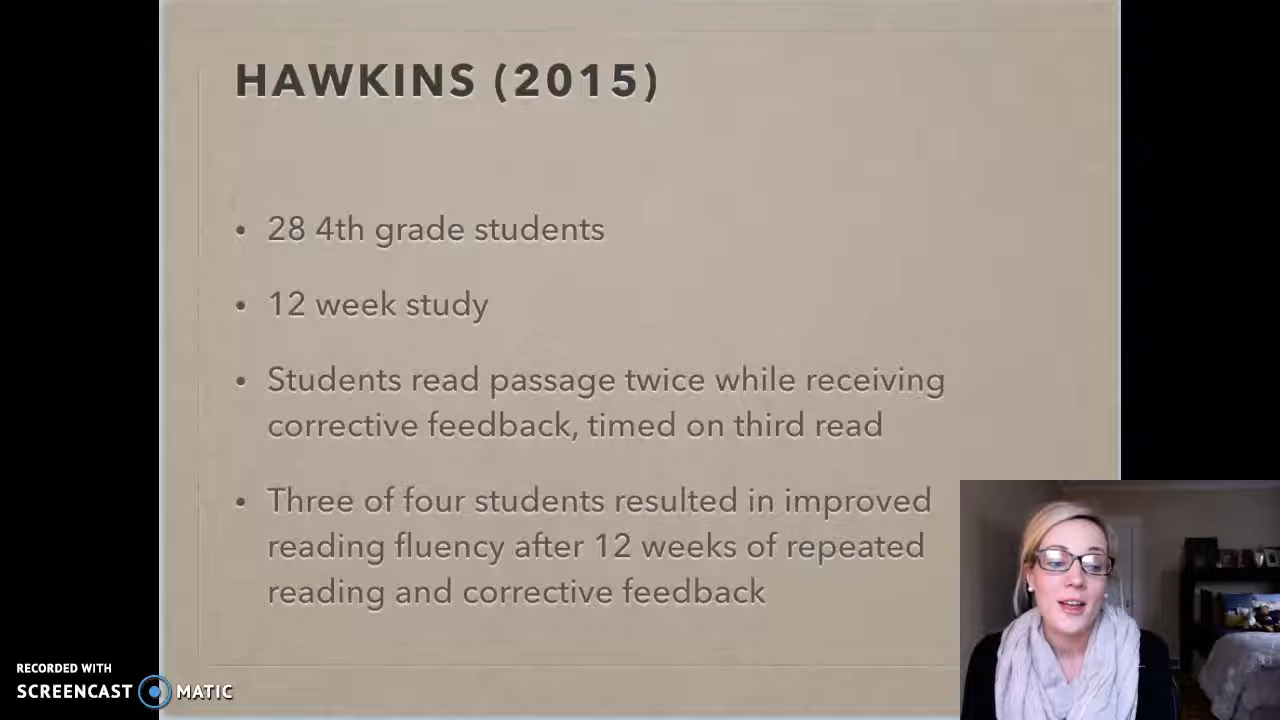 HAWKINS (2015)
• 28 4th grade students
• 12 week study
• Students read passage twice while receiving
corrective feedback, timed on third read
• Three of four students resulted in improved
reading fluency after 12 weeks of repeated
reading and corrective feedback
RECORDED WITH
SCREENCAST MATIC